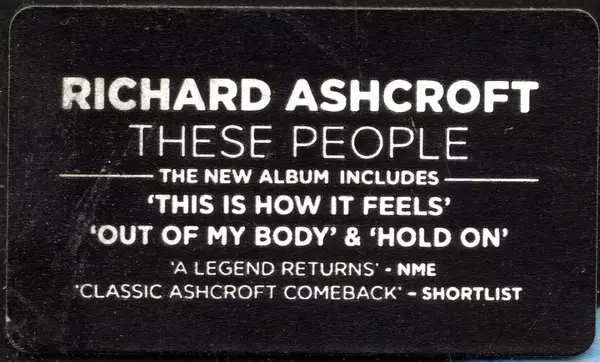 RICHARD ASHCROFT
THESE PEOPLE
THE NEW ALBUM INCLUDES
'THIS IS HOW IT FEELS'
'OUT OF MY BODY' & 'HOLD ON'
'A LEGEND RETURNS' - NME
'CLASSIC ASHCROFT COMEBACK' - SHORTLIST